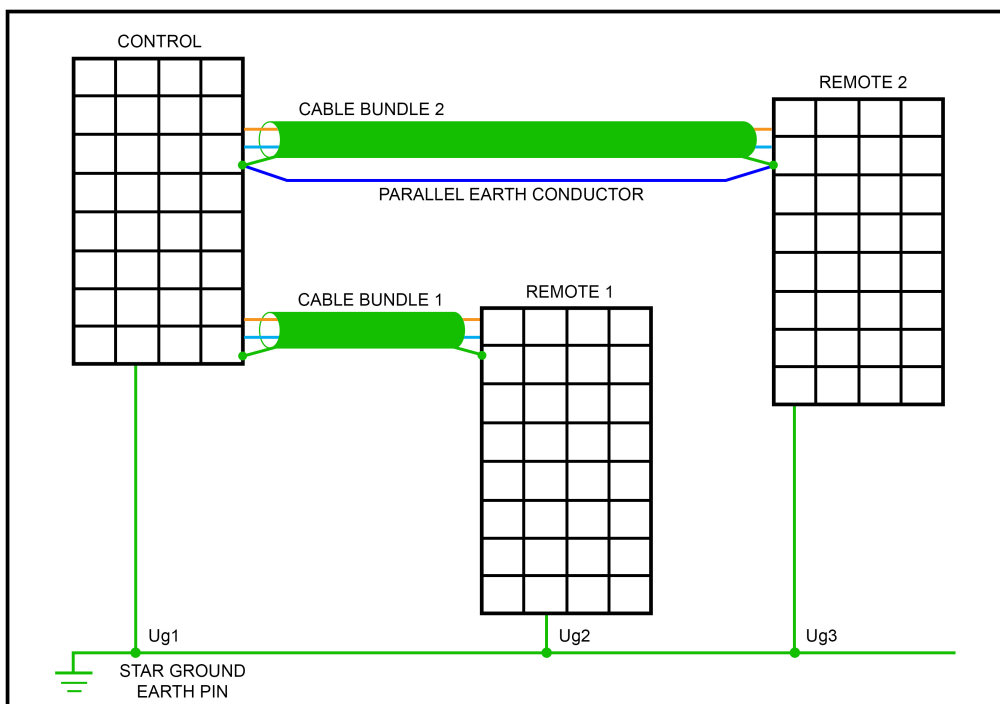 CONTROL
REMOTE 2
CABLE BUNDLE 2
PARALLEL EARTH CONDUCTOR
CABLE BUNDLE 1
REMOTE 1
Ug1
Ug2
Ug3
STAR GROUND
EARTH PIN